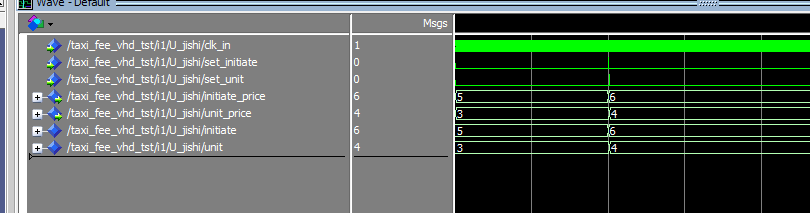 Wave - Default
Msgs
/taxi_fee_vhd_tst/i1/U_jishi/clk_in 1
/taxi_fee_vhd_tst/i1/U_jishi/set_initiate 0
/taxi_fee_vhd_tst/i1/U_jishi/set_unit 0
/taxi_fee_vhd_tst/i1/U_jishi/initiate_price 6 5 6
/taxi_fee_vhd_tst/i1/U_jishi/unit_price 4 3 4
/taxi_fee_vhd_tst/i1/U_jishi/initiate 6 5 6
/taxi_fee_vhd_tst/i1/U_jishi/unit 4 3 4